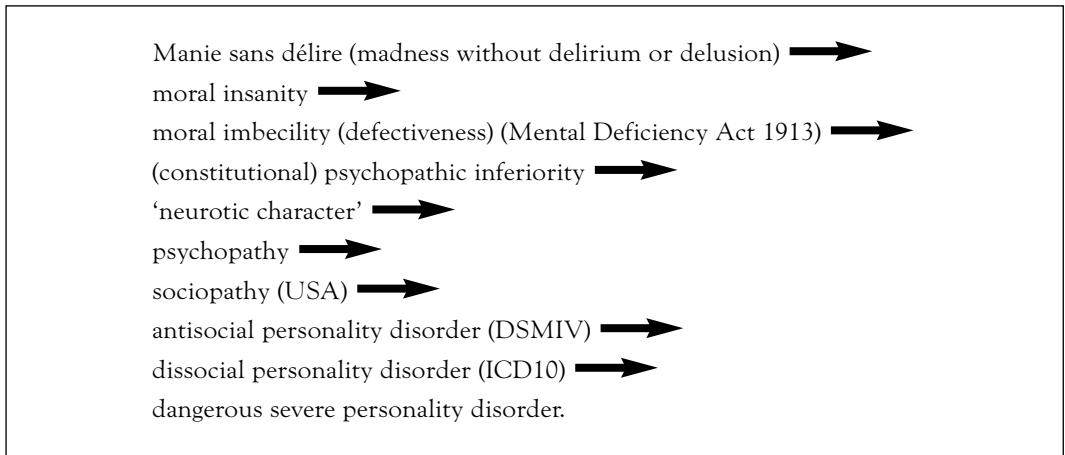 Manie sans délire (madness without delirium or delusion)
moral insanity
moral imbecility (defectiveness) (Mental Deficiency Act 1913)
(constitutional) psychopathic inferiority
‘neurotic character’
psychopathy
sociopathy (USA)
antisocial personality disorder (DSMIV)
dissocial personality disorder (ICD10)
dangerous severe personality disorder.